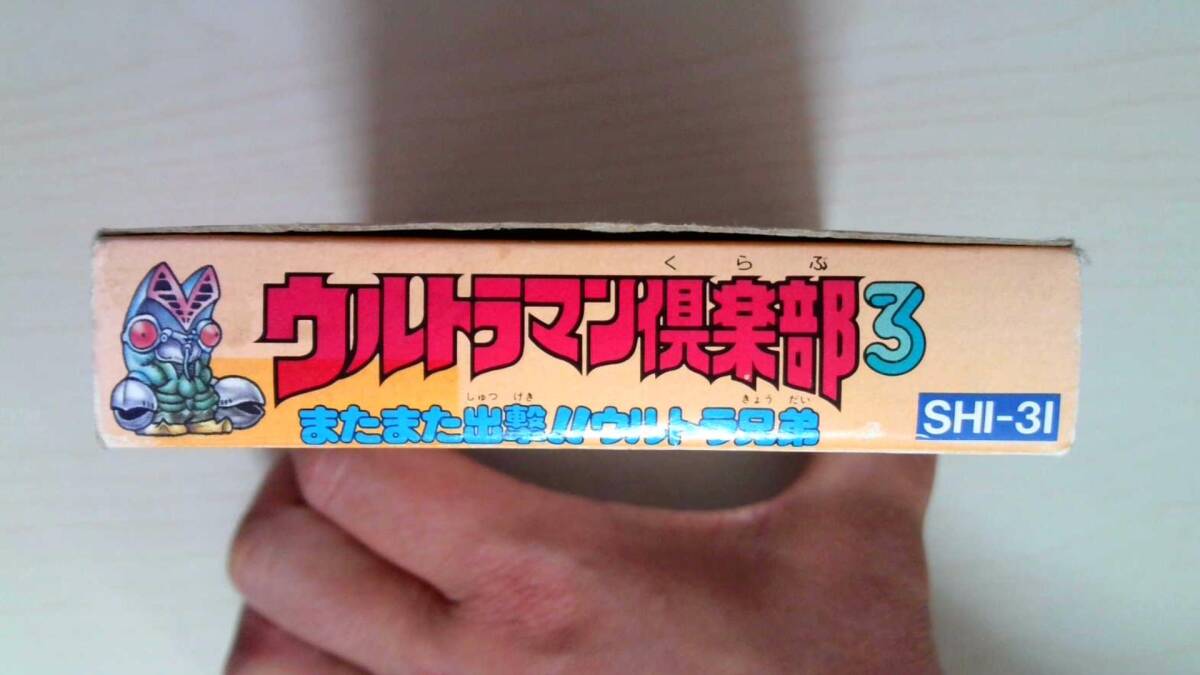 くらぶ
ウルトラマン倶楽部3
しゅつ げき きょう だい
またまた出撃!!ウルトラ兄弟
SHI-31